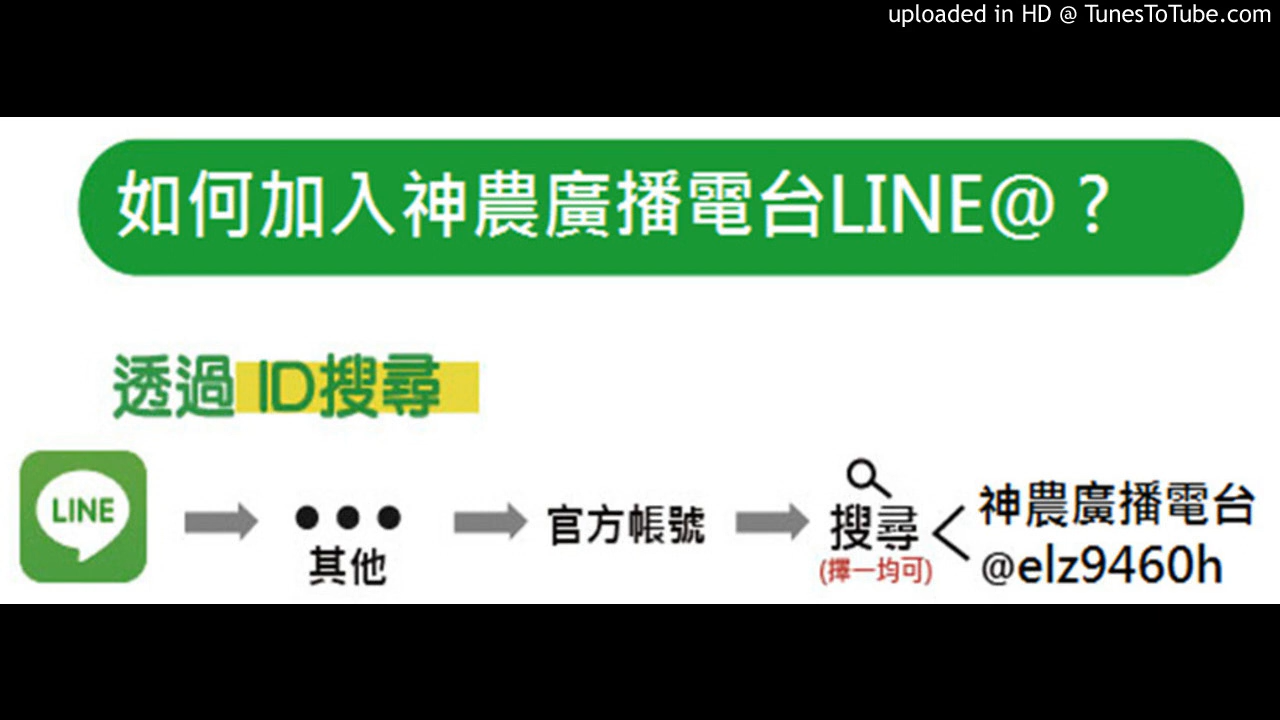 uploaded in HD @ TunesToTube.com
如何加入神農廣播電台LINE@？
透過 ID搜尋
LINE
其他
官方帳號
搜尋
(擇一均可)
神農廣播電台
@elz9460h